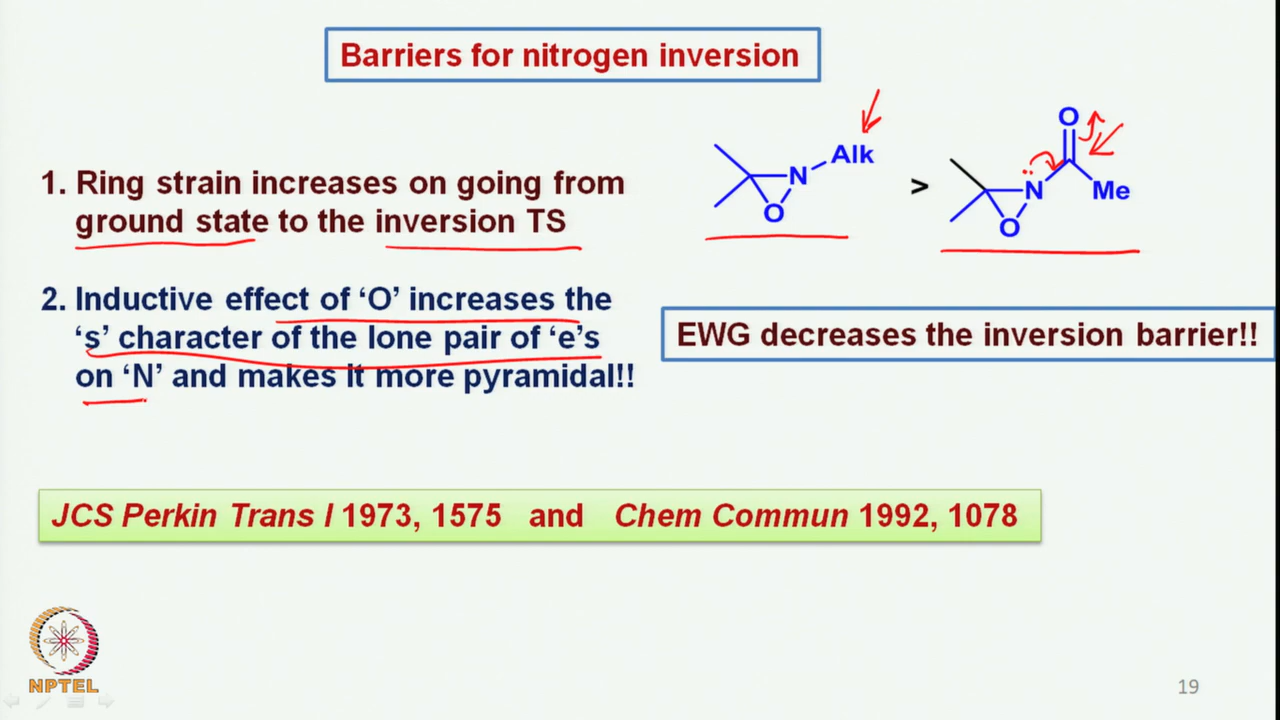 Barriers for nitrogen inversion
1. Ring strain increases on going from
ground state to the inversion TS
2. Inductive effect of ‘O’ increases the
‘s’ character of the lone pair of ‘e’s
on ‘N’ and makes it more pyramidal!!
Alk
N
O
>
O
N
Me
O
EWG decreases the inversion barrier!!
JCS Perkin Trans I 1973, 1575 and Chem Commun 1992, 1078
NPTEL
19